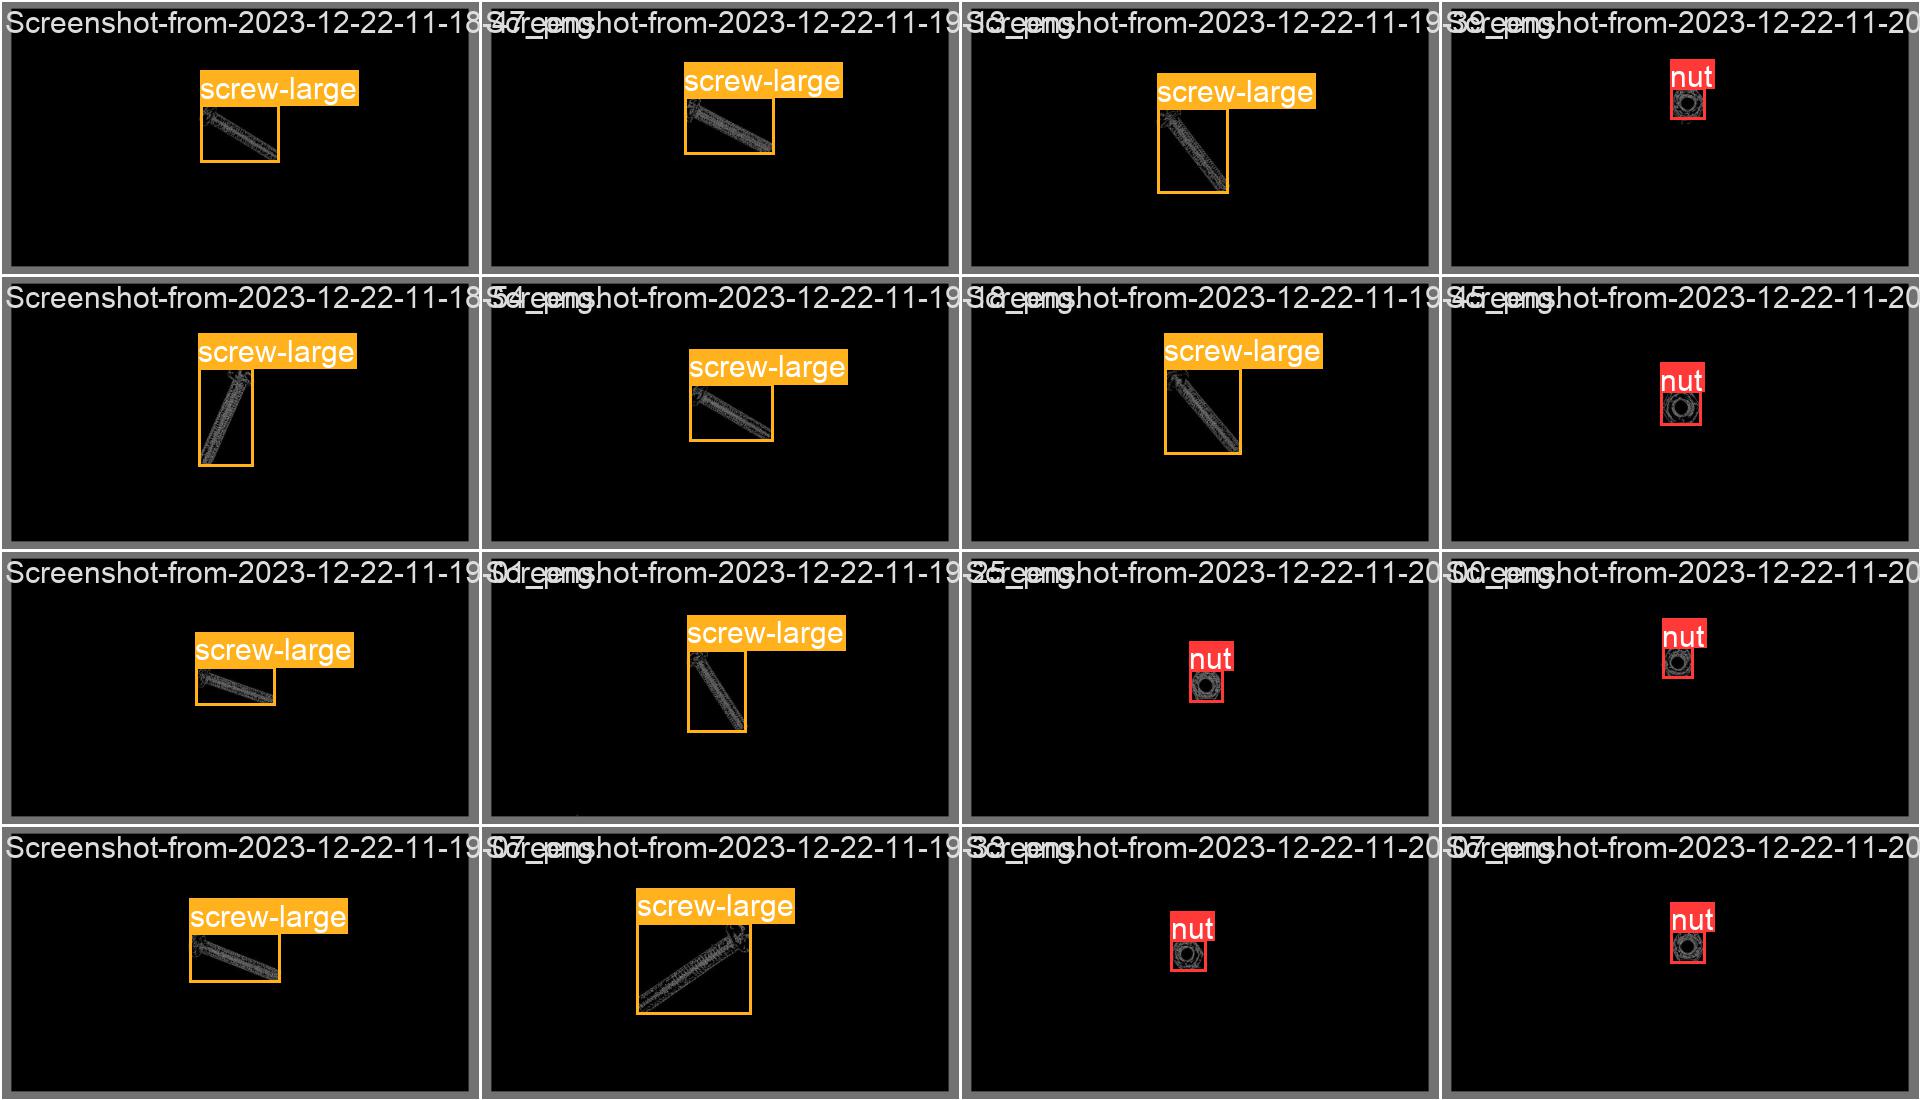 Screenshot-from-2023-12-22-11-18-47_png.
Screenshot-from-2023-12-22-11-19-13_png.
Screenshot-from-2023-12-22-11-19-39_png.
Screenshot-from-2023-12-22-11-20
screw-large
screw-large
screw-large
nut
Screenshot-from-2023-12-22-11-18-54_png.
Screenshot-from-2023-12-22-11-19-18_png.
Screenshot-from-2023-12-22-11-19-45_png.
Screenshot-from-2023-12-22-11-20
screw-large
screw-large
screw-large
nut
Screenshot-from-2023-12-22-11-19-01_png.
Screenshot-from-2023-12-22-11-19-25_png.
Screenshot-from-2023-12-22-11-20-00_png.
Screenshot-from-2023-12-22-11-20
screw-large
screw-large
nut
nut
Screenshot-from-2023-12-22-11-19-07_png.
Screenshot-from-2023-12-22-11-19-33_png.
Screenshot-from-2023-12-22-11-20-07_png.
Screenshot-from-2023-12-22-11-20
screw-large
screw-large
nut
nut